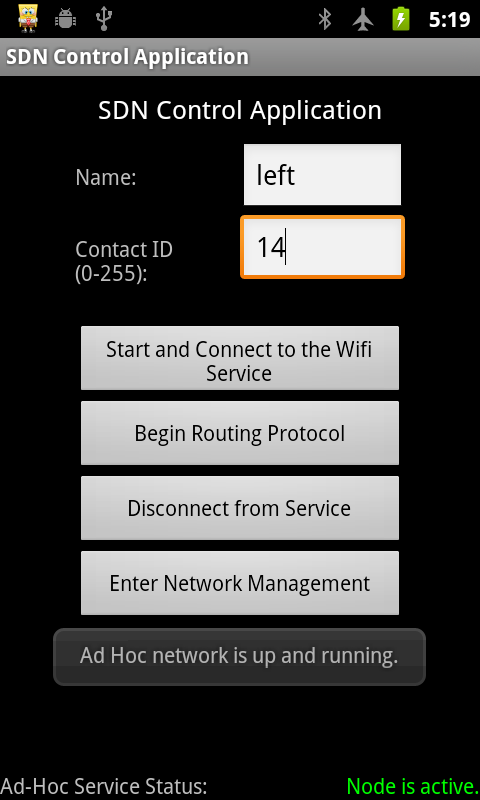 5:19
SDN Control Application
SDN Control Application
Name:
left
Contact ID
(0-255):
14
Start and Connect to the Wifi
Service
Begin Routing Protocol
Disconnect from Service
Enter Network Management
Ad Hoc network is up and running.
Ad-Hoc Service Status:
Node is active.